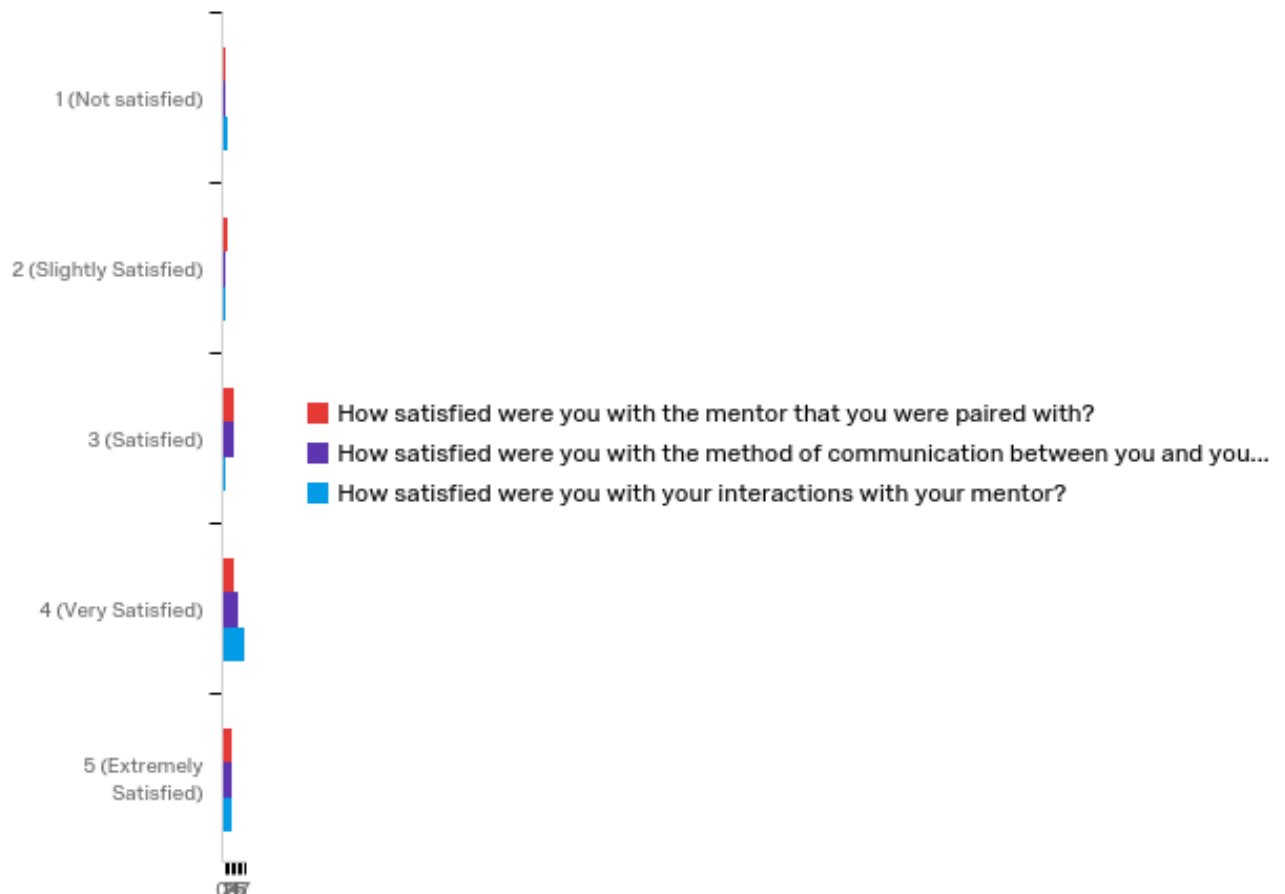 1 (Not satisfied)
2 (Slightly Satisfied)
3 (Satisfied)
4 (Very Satisfied)
5 (Extremely
Satisfied)
How satisfied were you with the mentor that you were paired with?
How satisfied were you with the method of communication between you and you...
How satisfied were you with your interactions with your mentor?